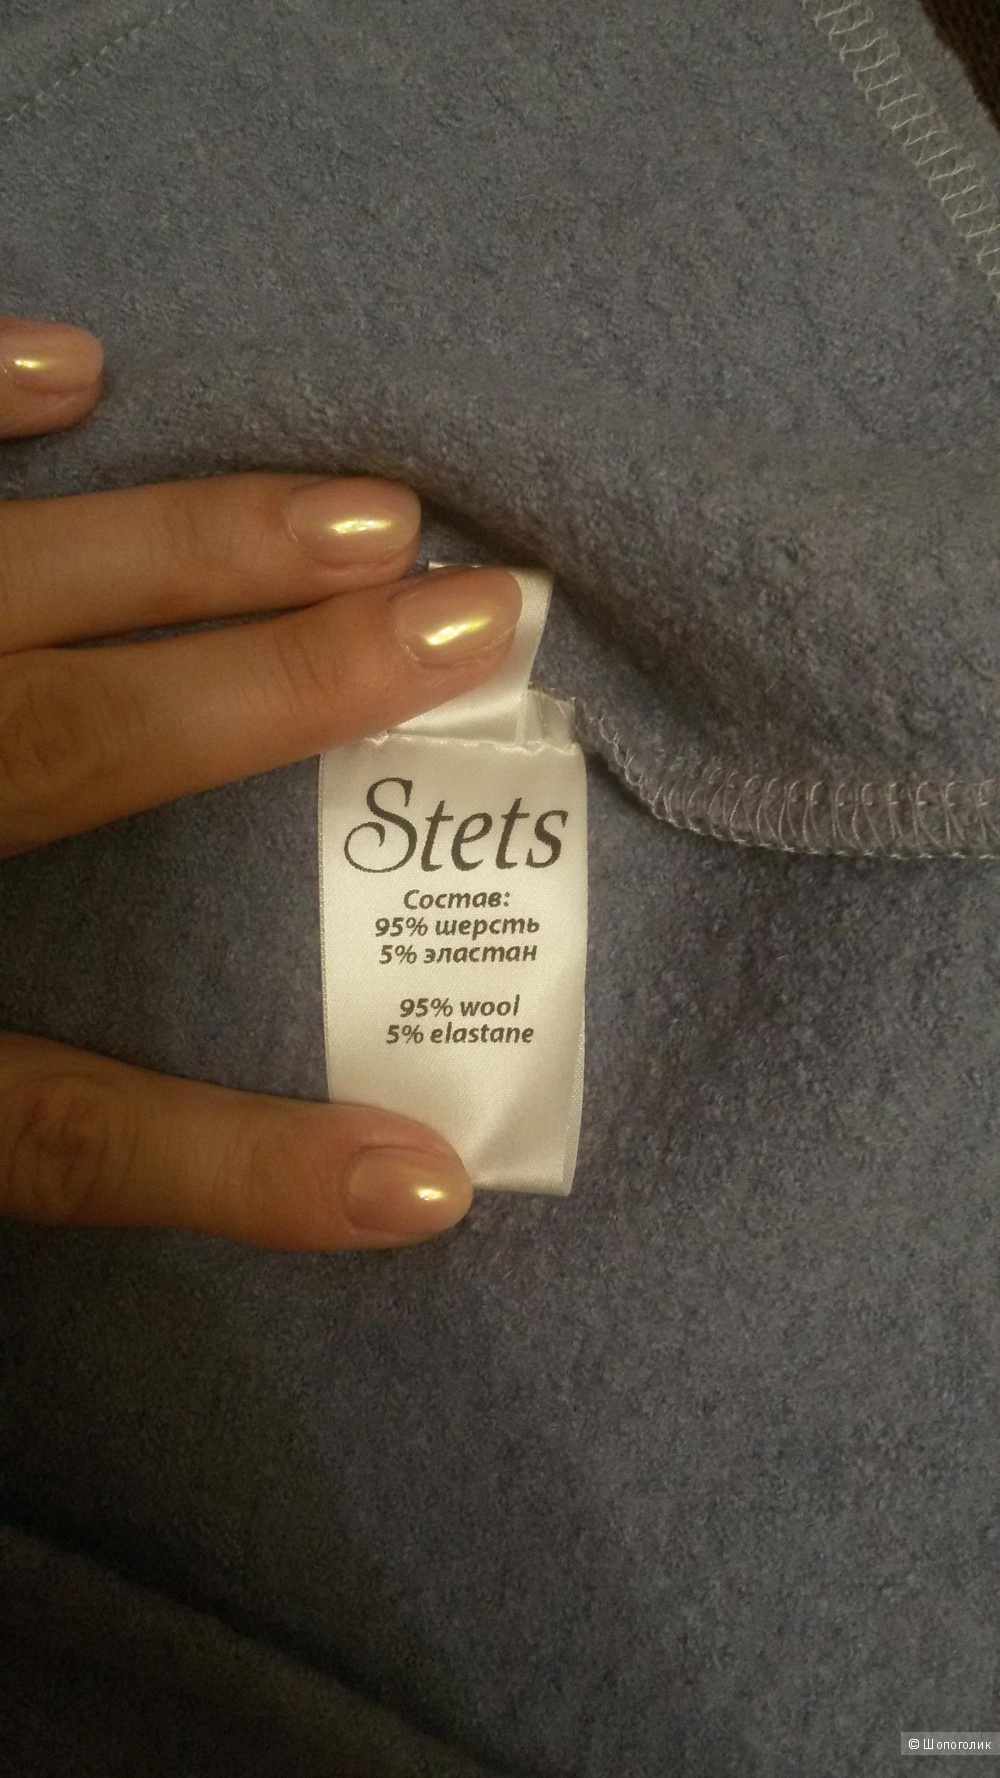 Stets
Состав:
95% шерсть
5% эластан
95% wool
5% elastane
© Шопоголик